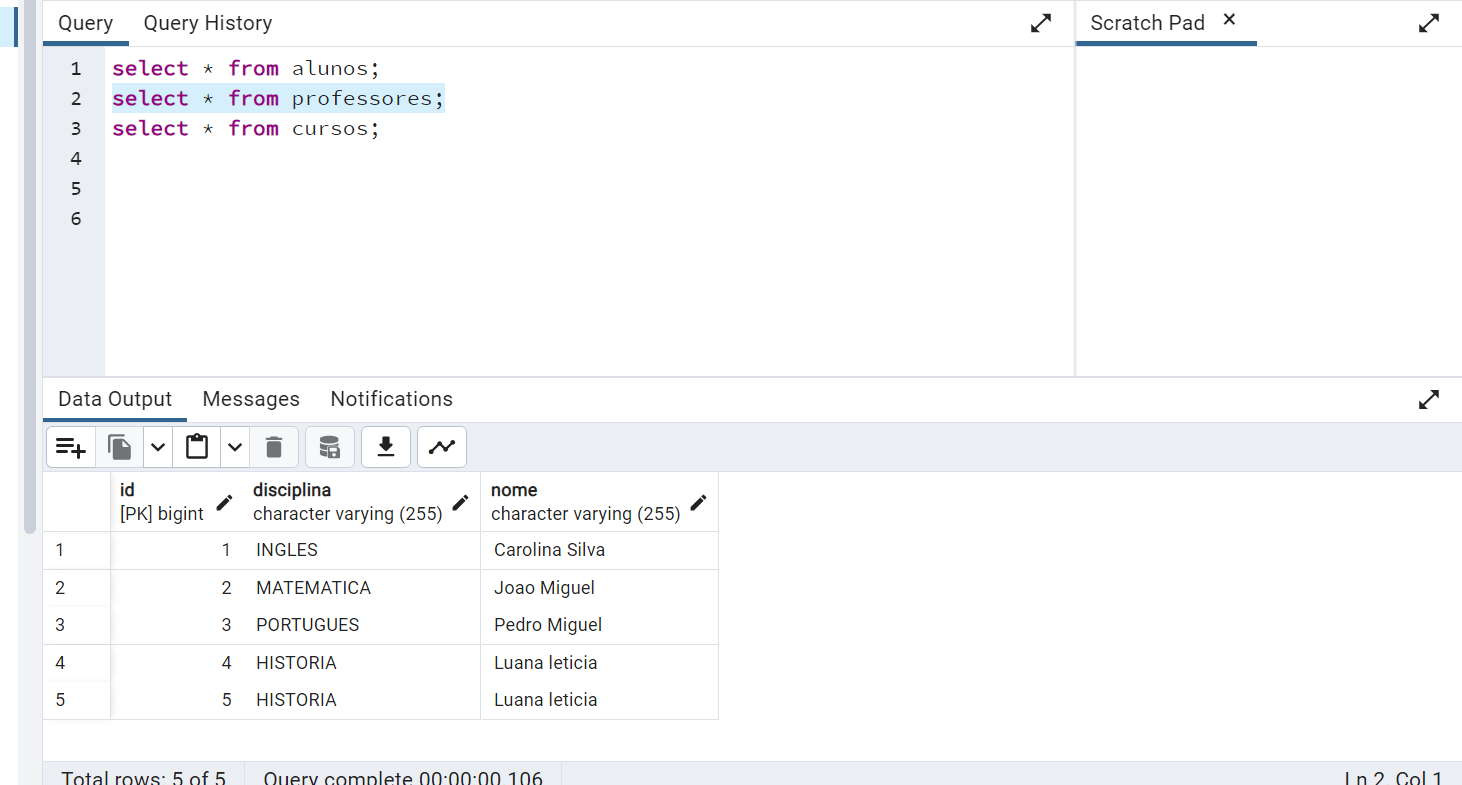 Query Query History Scratch Pad ×
1 select * from alunos;
2 select * from professores;
3 select * from cursos;
4
5
6
Data Output Messages Notifications
id disciplina nome
[PK] bigint character varying (255) character varying (255)
1 1 INGLES Carolina Silva
2 2 MATEMATICA Joao Miguel
3 3 PORTUGUES Pedro Miguel
4 4 HISTORIA Luana leticia
5 5 HISTORIA Luana leticia
Total rows: 5 of 5 Query complete 00:00:00.106 Ln 2, Col 1